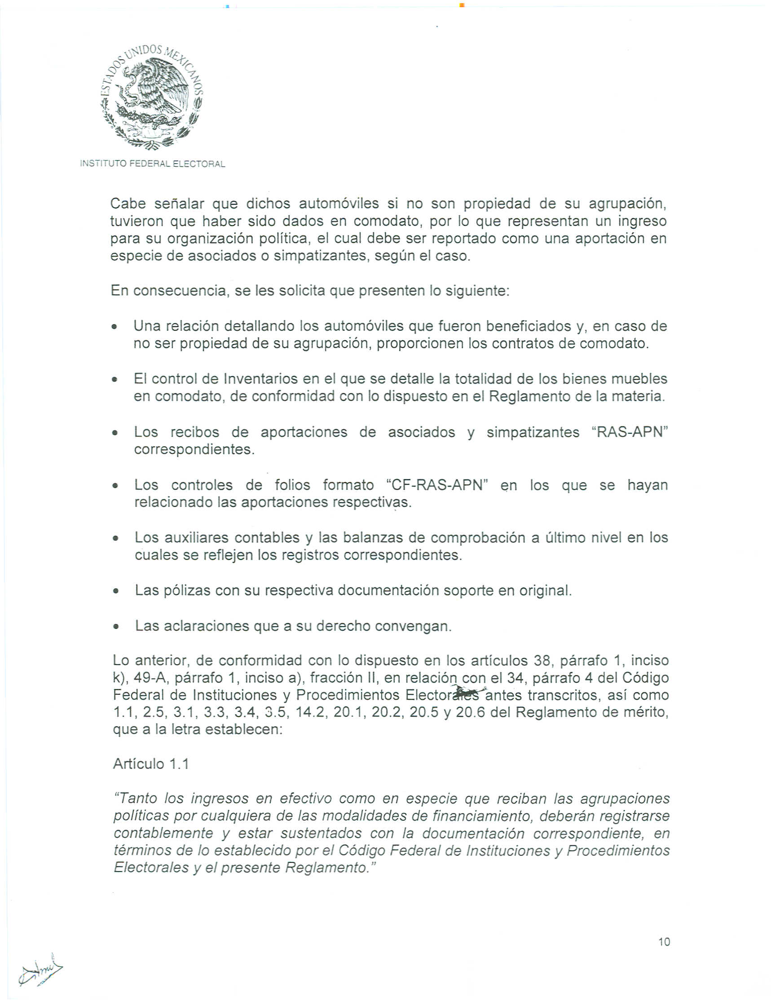 ESTADOS UNIDOS MEXICANOS
INSTITUTO FEDERAL ELECTORAL
Cabe señalar que dichos automóviles si no son propiedad de su agrupación,
tuvieron que haber sido dados en comodato, por lo que representan un ingreso
para su organización política, el cual debe ser reportado como una aportación en
especie de asociados o simpatizantes, según el caso.
En consecuencia, se les solicita que presenten lo siguiente:
• Una relación detallando los automóviles que fueron beneficiados y, en caso de
no ser propiedad de su agrupación, proporcionen los contratos de comodato.
• El control de Inventarios en el que se detalle la totalidad de los bienes muebles
en comodato, de conformidad con lo dispuesto en el Reglamento de la materia.
• Los recibos de aportaciones de asociados y simpatizantes “RAS-APN”
correspondientes.
• Los controles de folios formato “CF-RAS-APN” en los que se hayan
relacionado las aportaciones respectivas.
• Los auxiliares contables y las balanzas de comprobación a último nivel en los
cuales se reflejen los registros correspondientes.
• Las pólizas con su respectiva documentación soporte en original.
• Las aclaraciones que a su derecho convengan.
Lo anterior, de conformidad con lo dispuesto en los artículos 38, párrafo 1, inciso
k), 49-A, párrafo 1, inciso a), fracción II, en relación con el 34, párrafo 4 del Código
Federal de Instituciones y Procedimientos Electorales antes transcritos, así como
1.1, 2.5, 3.1, 3.3, 3.4, 3.5, 14.2, 20.1, 20.2, 20.5 y 20.6 del Reglamento de mérito,
que a la letra establecen:
Artículo 1.1
“Tanto los ingresos en efectivo como en especie que reciban las agrupaciones
políticas por cualquiera de las modalidades de financiamiento, deberán registrarse
contablemente y estar sustentados con la documentación correspondiente, en
términos de lo establecido por el Código Federal de Instituciones y Procedimientos
Electorales y el presente Reglamento.”
10